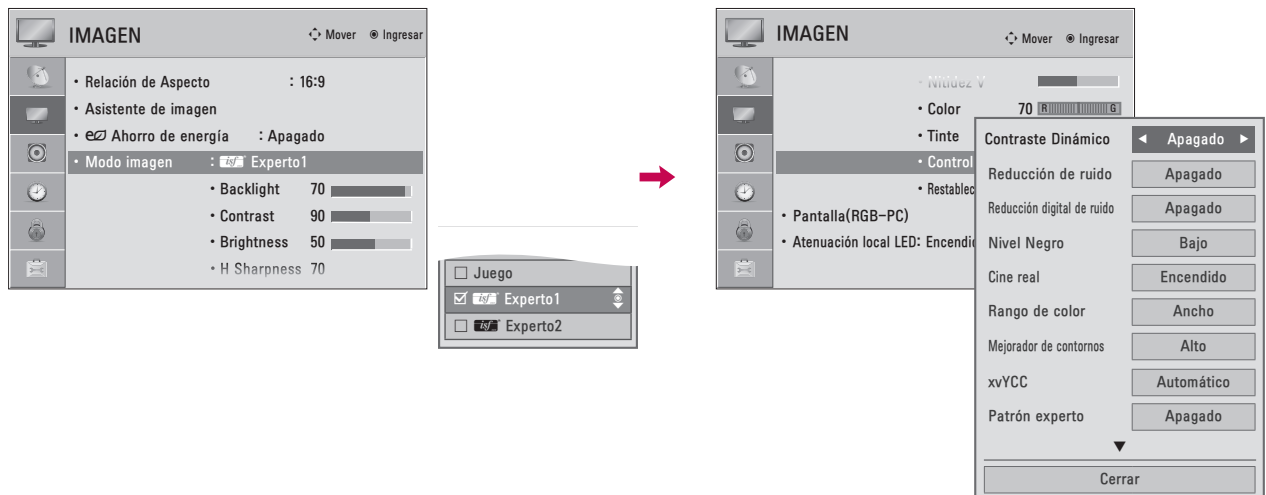 IMAGEN
Mover Ingresar
• Relación de Aspecto : 16:9
• Asistente de imagen
• Ahorro de energía : Apagado
• Modo imagen : isf Experto1
• Backlight 70
• Contrast 90
• Brightness 50
• H Sharpness 70
Juego
isf Experto1
isf Experto2
IMAGEN
Mover Ingresar
• Nitidez V
• Color 70 R G
• Tinte
• Control
• Restablec
• Pantalla(RGB-PC)
• Atenuación local LED: Encendi
Contraste Dinámico ◀ Apagado ▶
Reducción de ruido Apagado
Reducción digital de ruido Apagado
Nivel Negro Bajo
Cine real Encendido
Rango de color Ancho
Mejorador de contornos Alto
xvYCC Automático
Patrón experto Apagado
▼
Cerrar